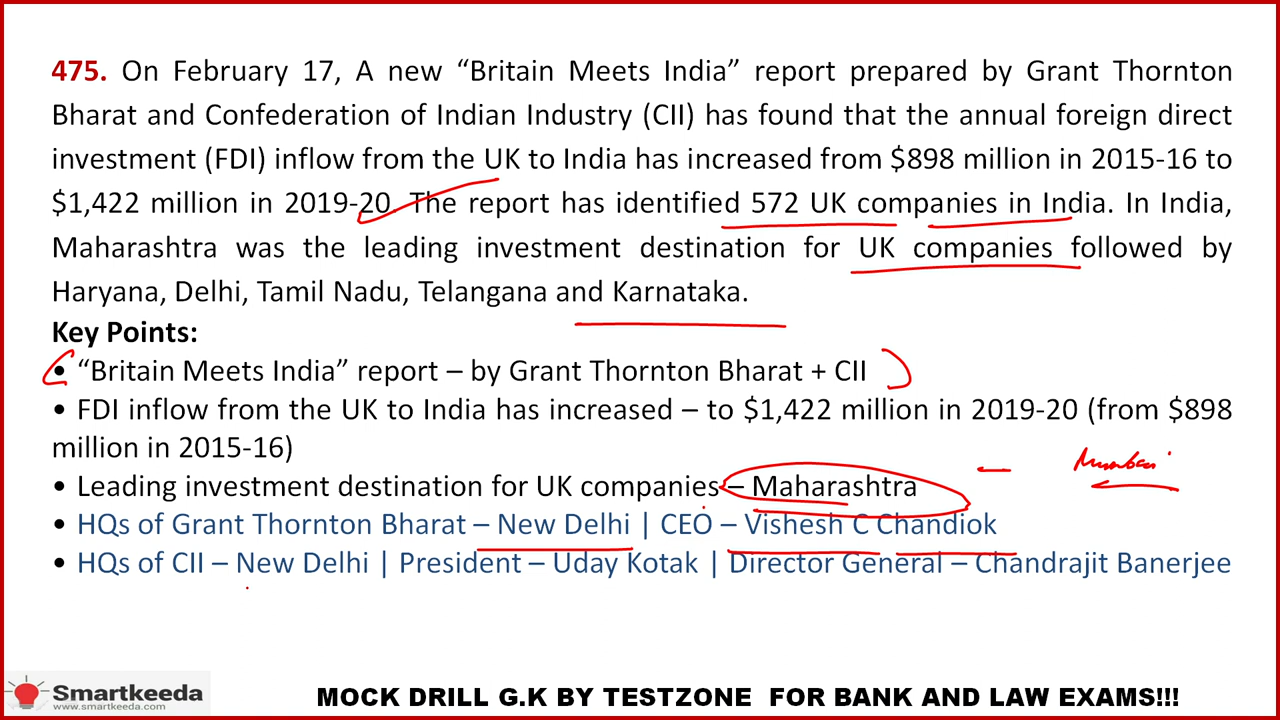 475. On February 17, A new “Britain Meets India” report prepared by Grant Thornton
Bharat and Confederation of Indian Industry (CII) has found that the annual foreign direct
investment (FDI) inflow from the UK to India has increased from $898 million in 2015-16 to
$1,422 million in 2019-20. The report has identified 572 UK companies in India. In India,
Maharashtra was the leading investment destination for UK companies followed by
Haryana, Delhi, Tamil Nadu, Telangana and Karnataka.
Key Points:
• “Britain Meets India” report – by Grant Thornton Bharat + CII
• FDI inflow from the UK to India has increased – to $1,422 million in 2019-20 (from $898
million in 2015-16)
Mumbai
• Leading investment destination for UK companies – Maharashtra
• HQs of Grant Thornton Bharat – New Delhi | CEO – Vishesh C Chandiok
• HQs of CII – New Delhi | President – Uday Kotak | Director General – Chandrajit Banerjee
Smartkeeda
www.smartkeeda.com
MOCK DRILL G.K BY TESTZONE FOR BANK AND LAW EXAMS!!!